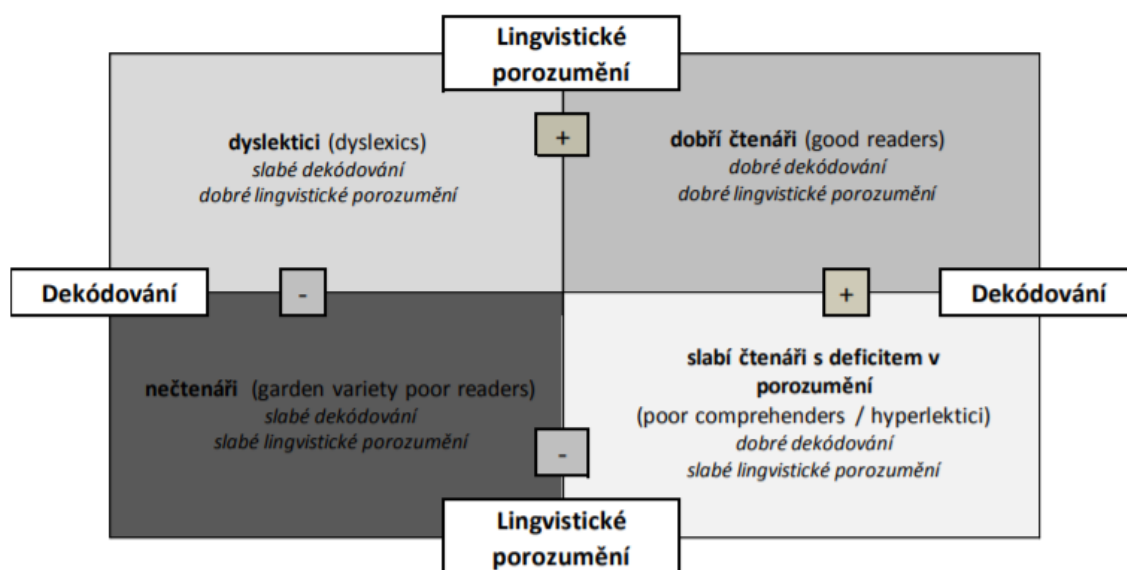 Lingvistické
porozumění
dyslektici (dyslexics)
slabé dekódování
dobré lingvistické porozumění
+
dobří čtenáři (good readers)
dobré dekódování
dobré lingvistické porozumění
Dekódování
-
+
Dekódování
nečtenáři (garden variety poor readers)
slabé dekódování
slabé lingvistické porozumění
-
slabí čtenáři s deficitem v
porozumění
(poor comprehenders / hyperlektici)
dobré dekódování
slabé lingvistické porozumění
Lingvistické
porozumění